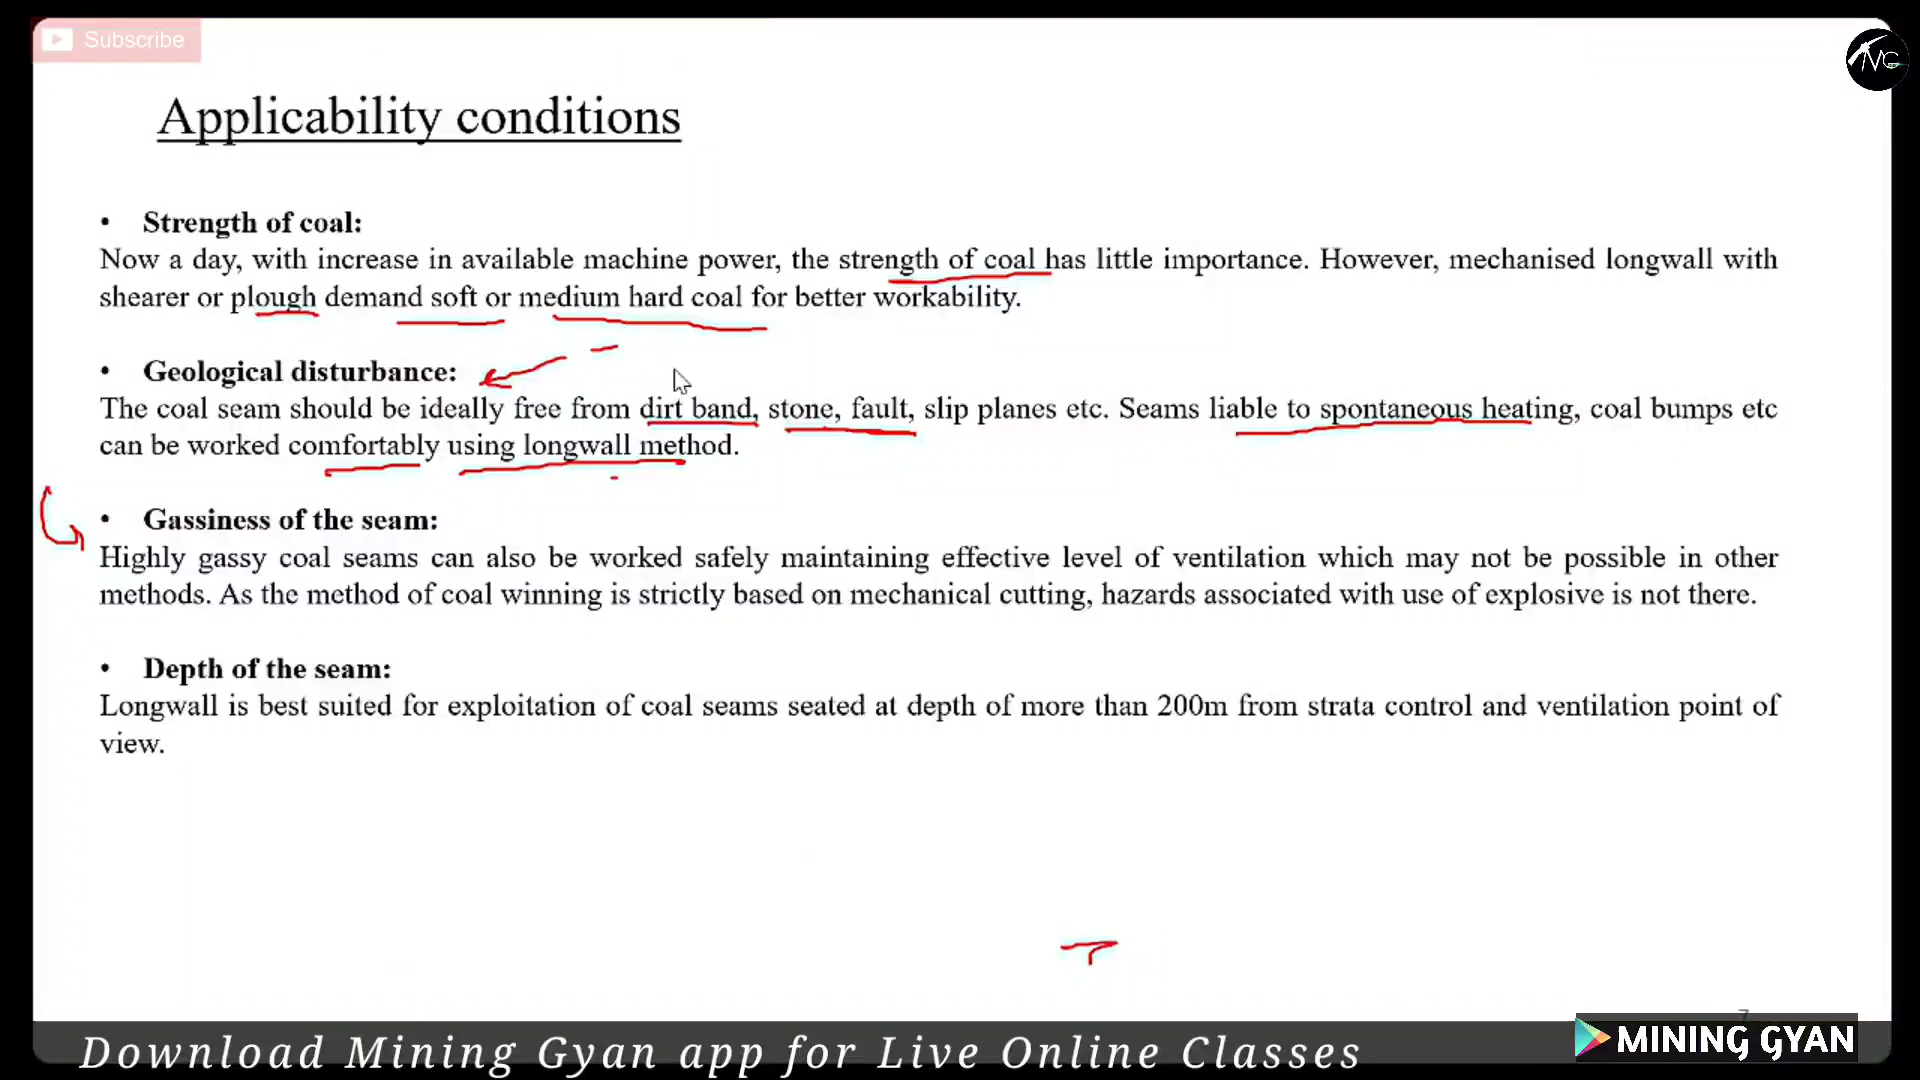 Subscribe
Applicability conditions
• Strength of coal:
Now a day, with increase in available machine power, the strength of coal has little importance. However, mechanised longwall with
shearer or plough demand soft or medium hard coal for better workability.
• Geological disturbance:
The coal seam should be ideally free from dirt band, stone, fault, slip planes etc. Seams liable to spontaneous heating, coal bumps etc
can be worked comfortably using longwall method.
• Gassiness of the seam:
Highly gassy coal seams can also be worked safely maintaining effective level of ventilation which may not be possible in other
methods. As the method of coal winning is strictly based on mechanical cutting, hazards associated with use of explosive is not there.
• Depth of the seam:
Longwall is best suited for exploitation of coal seams seated at depth of more than 200m from strata control and ventilation point of
view.
Download Mining Gyan app for Live Online Classes
MINING GYAN